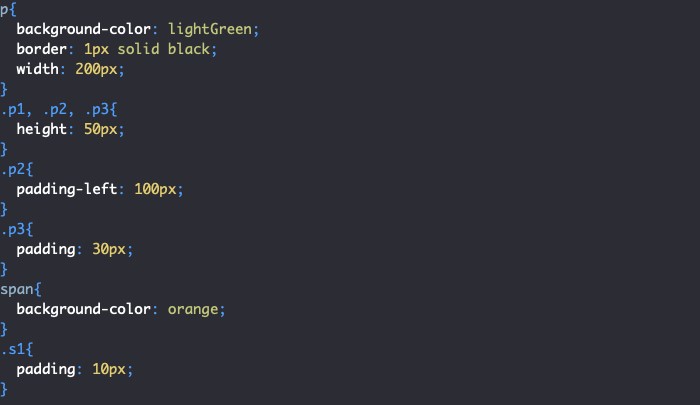 p{
  background-color: lightGreen;
  border: 1px solid black;
  width: 200px;
}
.p1, .p2, .p3{
  height: 50px;
}
.p2{
  padding-left: 100px;
}
.p3{
  padding: 30px;
}
span{
  background-color: orange;
}
.s1{
  padding: 10px;
}